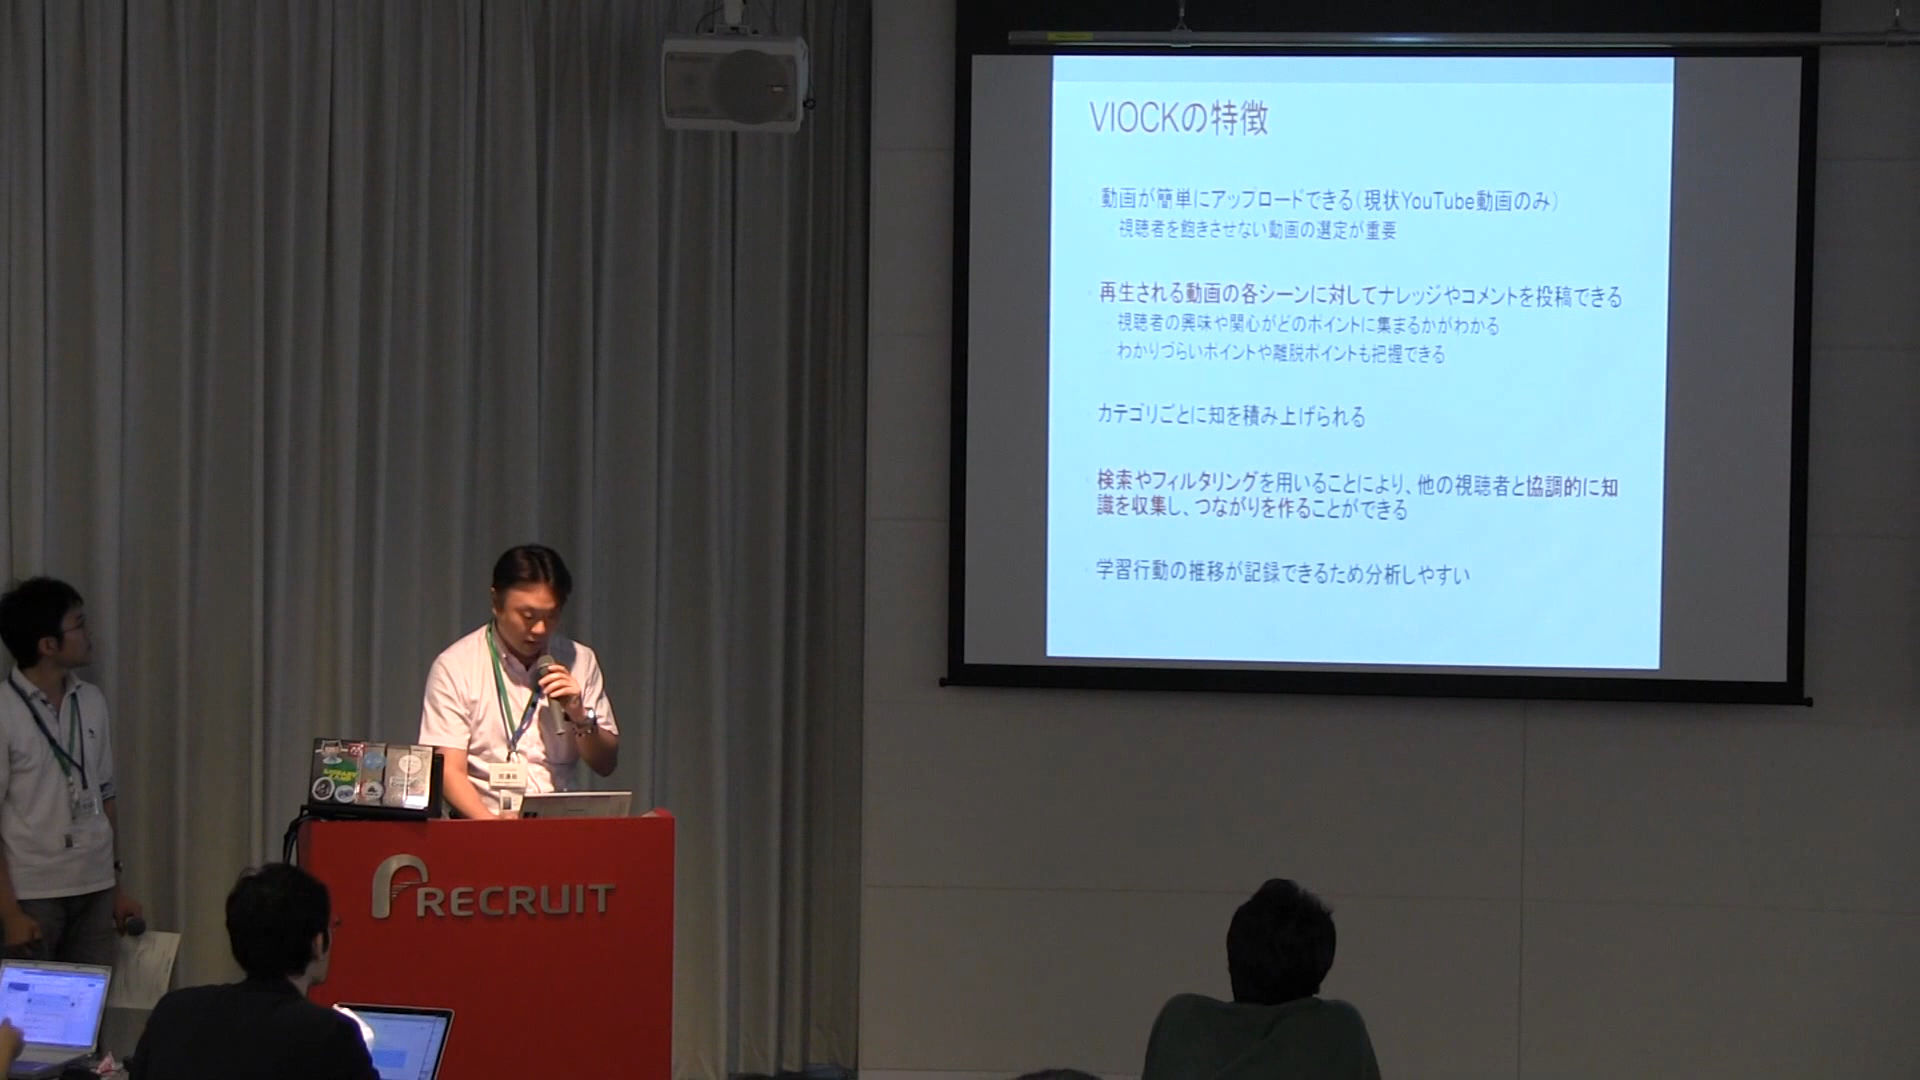 VIOCKの特徴
動画が簡単にアップロードできる（現状YouTube動画のみ）
視聴者を飽きさせない動画の選定が重要
再生される動画の各シーンに対してナレッジやコメントを投稿できる
視聴者の興味や関心がどのポイントに集まるかがわかる
わかりづらいポイントや離脱ポイントも把握できる
カテゴリごとに知を積み上げられる
検索やフィルタリングを用いることにより、他の視聴者と協調的に知
識を収集し、つながりを作ることができる
学習行動の推移が記録できるため分析しやすい
RECRUIT